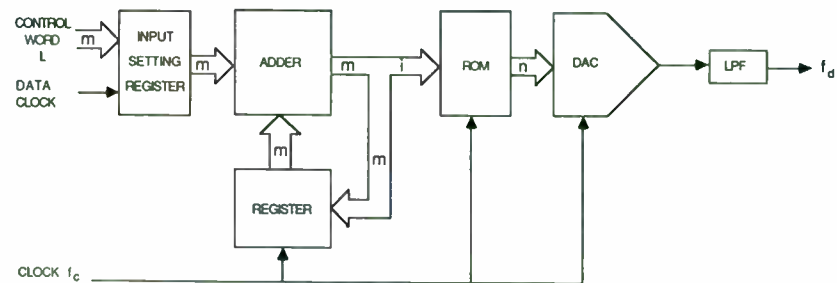 CONTROL
WORD
L
m
INPUT
SETTING
REGISTER
m
ADDER
m
i
ROM
n
DAC
LPF
f_d
DATA
CLOCK
m
m
REGISTER
CLOCK f_c